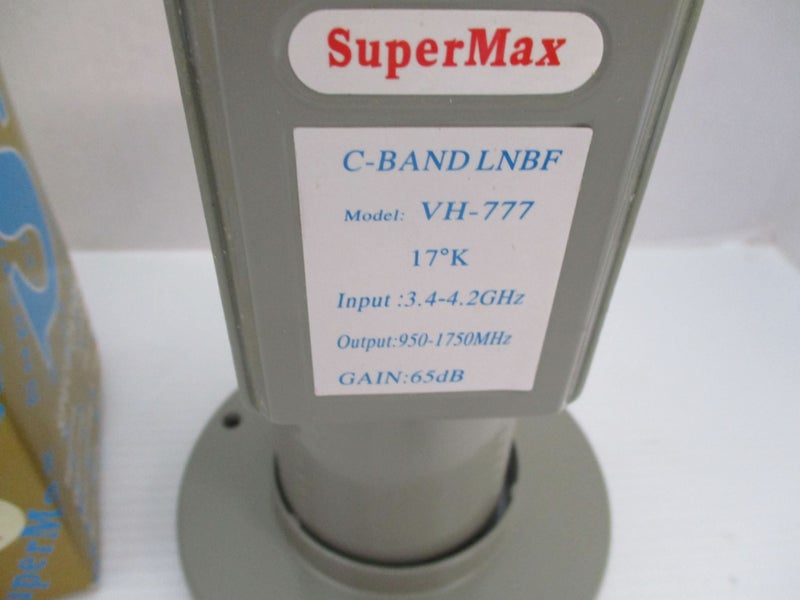 SuperMax
C-BAND LNBF
Model: VH-777
17°K
Input :3.4-4.2GHz
Output:950-1750MHz
GAIN:65dB